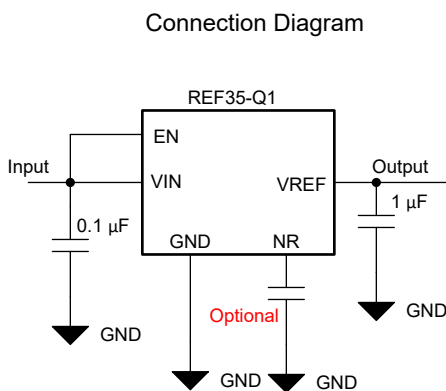 Connection Diagram
REF35-Q1
EN
Input
VIN
VREF
Output
0.1 µF
1 µF
GND
NR
Optional
GND
GND
GND
GND